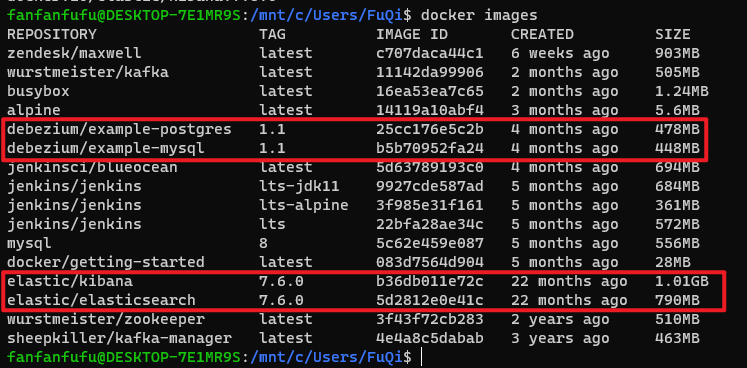 fanfanfufu@DESKTOP-7E1MR9S:/mnt/c/Users/FuQi$ docker images
REPOSITORY TAG IMAGE ID CREATED SIZE
zendesk/maxwell latest c707daca44c1 6 weeks ago 903MB
wurstmeister/kafka latest 11142da99906 2 months ago 505MB
busybox latest 16ea53ea7c65 2 months ago 1.24MB
alpine latest 14119a10abf4 3 months ago 5.6MB
debezium/example-postgres 1.1 25cc176e5c2b 4 months ago 478MB
debezium/example-mysql 1.1 b5b70952fa24 4 months ago 448MB
jenkinsci/blueocean latest 5d63789193c0 4 months ago 694MB
jenkins/jenkins lts-jdk11 9927cde587ad 5 months ago 684MB
jenkins/jenkins lts-alpine 3f985e31f161 5 months ago 361MB
jenkins/jenkins lts 22bfa28ae34c 5 months ago 572MB
mysql 8 5c62e459e087 5 months ago 556MB
docker/getting-started latest 083d7564d904 5 months ago 28MB
elastic/kibana 7.6.0 b36db011e72c 22 months ago 1.01GB
elastic/elasticsearch 7.6.0 5d2812e0e41c 22 months ago 790MB
wurstmeister/zookeeper latest 3f43f72cb283 2 years ago 510MB
sheepkiller/kafka-manager latest 4e4a8c5dabab 3 years ago 463MB
fanfanfufu@DESKTOP-7E1MR9S:/mnt/c/Users/FuQi$